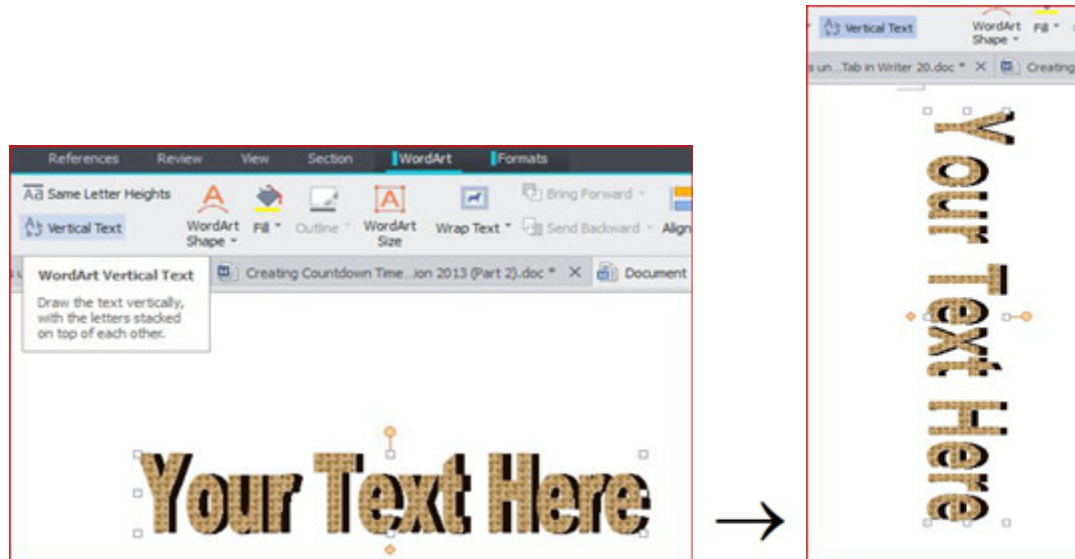 References Review View Section WordArt Formats
Aa Same Letter Heights
Vertical Text
WordArt Shape Fill Outline WordArt Size Wrap Text Bring Forward Send Backward Align
WordArt Vertical Text
Creating Countdown Time...ion 2013 (Part 2).doc * × Document
Draw the text vertically,
with the letters stacked
on top of each other.
Your Text Here
→
Vertical Text WordArt Shape Fill
s un...Tab in Writer 20.doc * × Creating
Your Text Here